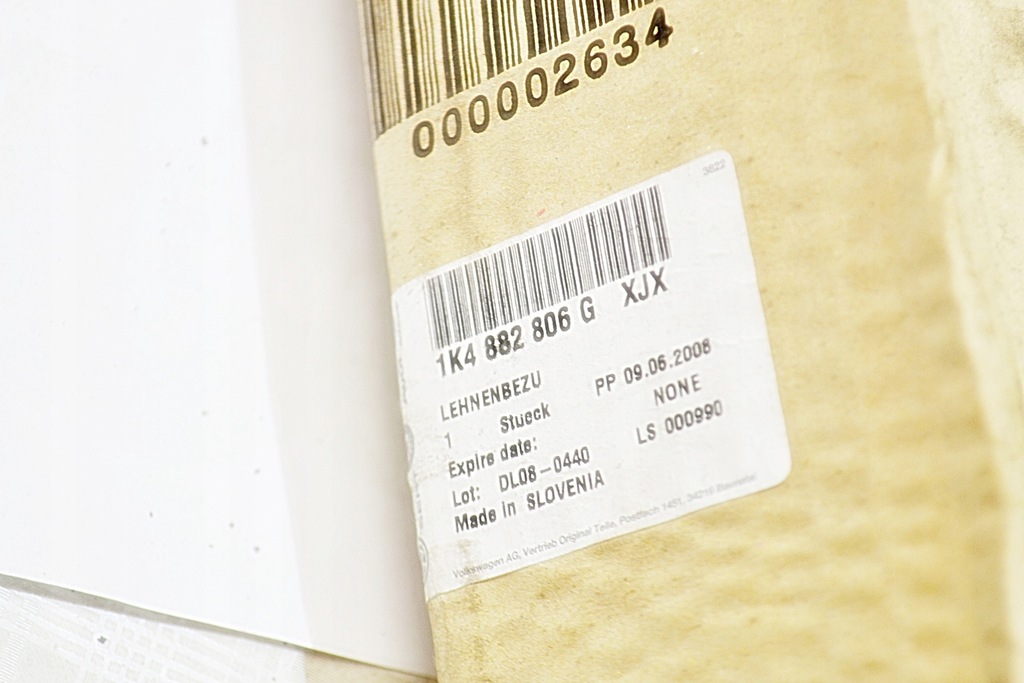 000002634
3622
1K4 882 806 G XJX
LEHNENBEZU PP 09.06.2008
1 Stueck NONE
Expire date: LS 000990
Lot: DL08-0440
Made in SLOVENIA
Volkswagen AG, Vertrieb Original Teile, Postfach 1451, 34216 Baunatal